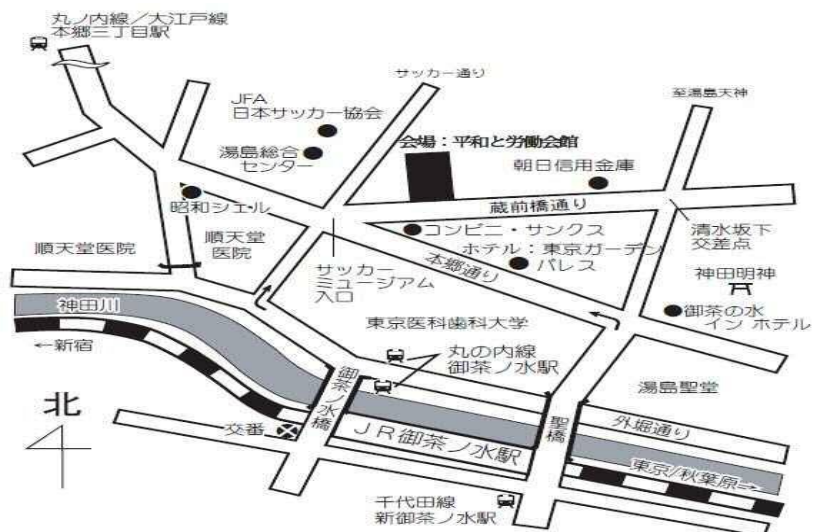 丸ノ内線／大江戸線
本郷三丁目駅
サッカー通り
至湯島天神
JFA
日本サッカー協会
湯島総合
センター
会場：平和と労働会館
朝日信用金庫
昭和シェル
蔵前橋通り
コンビニ・サンクス
清水坂下
交差点
順天堂医院
順天堂
医院
サッカー
ミュージアム
入口
本郷通り
ホテル：東京ガーデン
パレス
神田明神
神田川
東京医科歯科大学
御茶の水
イン ホテル
←新宿
丸の内線
御茶ノ水駅
湯島聖堂
北
御茶ノ水橋
聖橋
外堀通り
交番
ＪＲ御茶ノ水駅
東京/秋葉原→
千代田線
新御茶ノ水駅